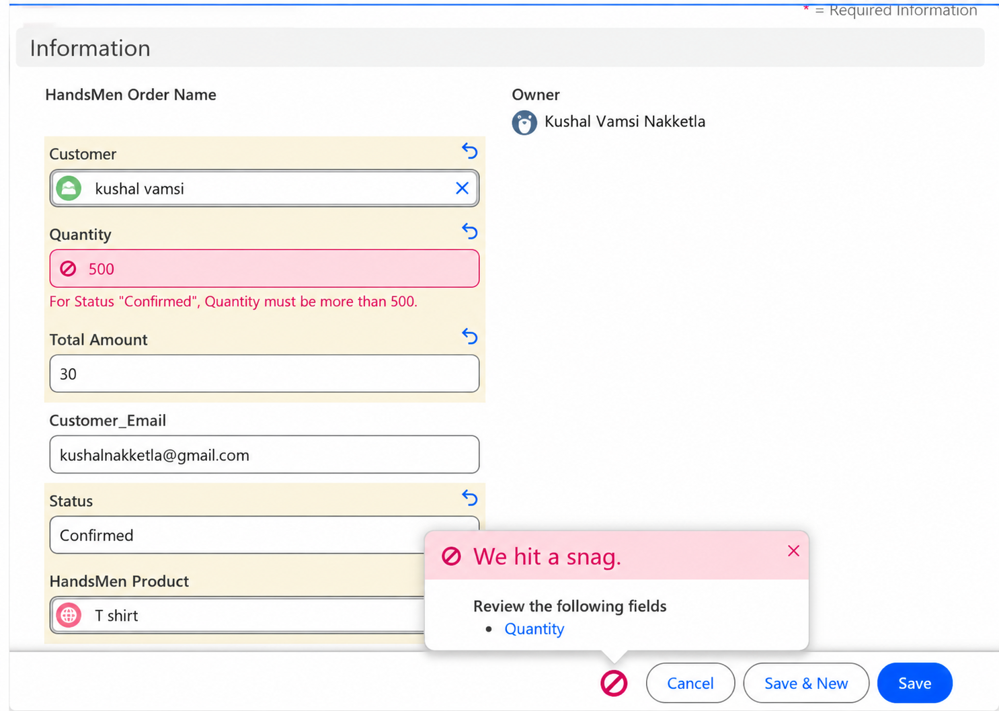 * = Required Information
Information
HandsMen Order Name
Owner
Kushal Vamsi Nakketla
Customer
kushal vamsi
Quantity
500
For Status "Confirmed", Quantity must be more than 500.
Total Amount
30
Customer_Email
kushalnakketla@gmail.com
Status
Confirmed
HandsMen Product
T shirt
We hit a snag.
Review the following fields
• Quantity
Cancel
Save & New
Save